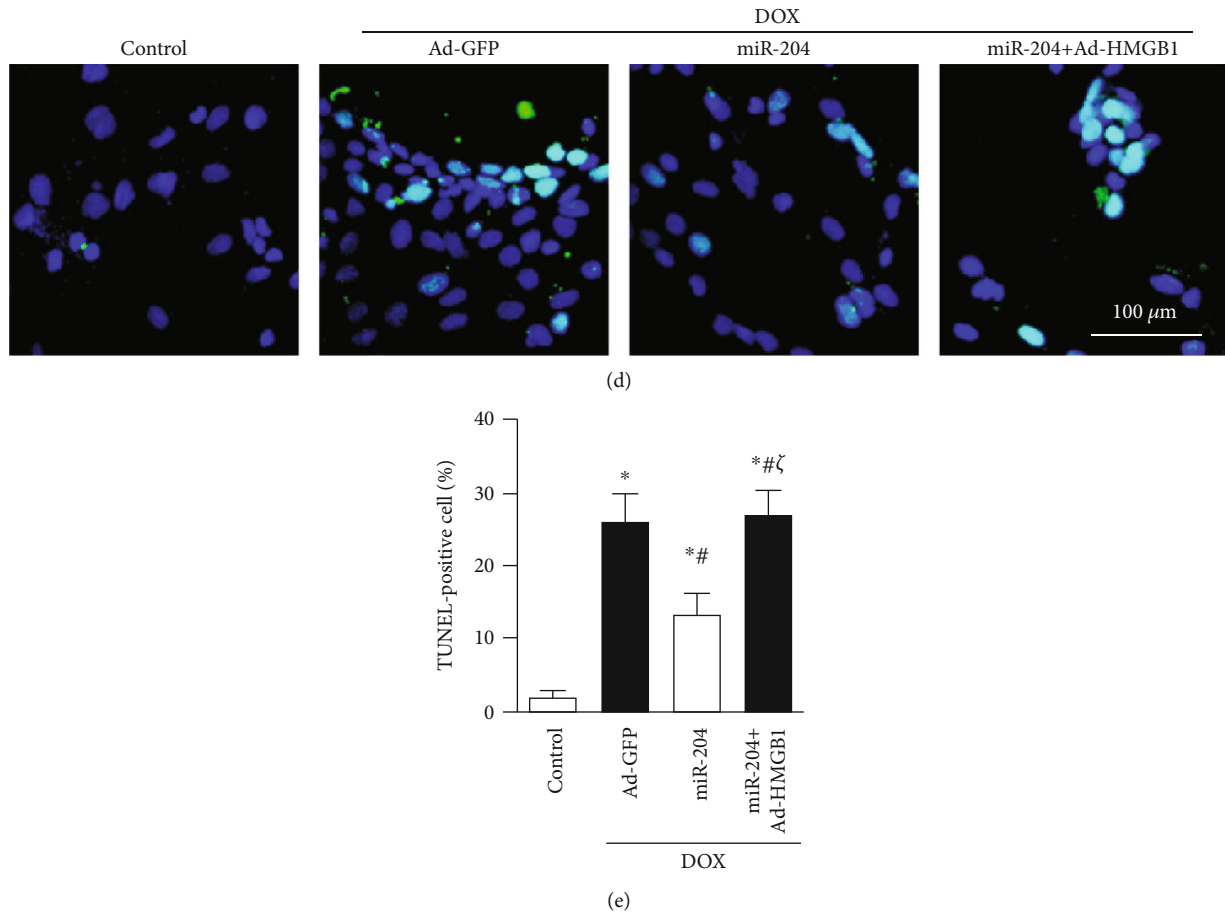 DOX
Control
Ad-GFP
miR-204
miR-204+Ad-HMGB1
100 μm
(d)
40
30
20
10
0
TUNEL-positive cell (%)
*
*#
*#ζ
Control
Ad-GFP
miR-204
miR-204+
Ad-HMGB1
DOX
(e)